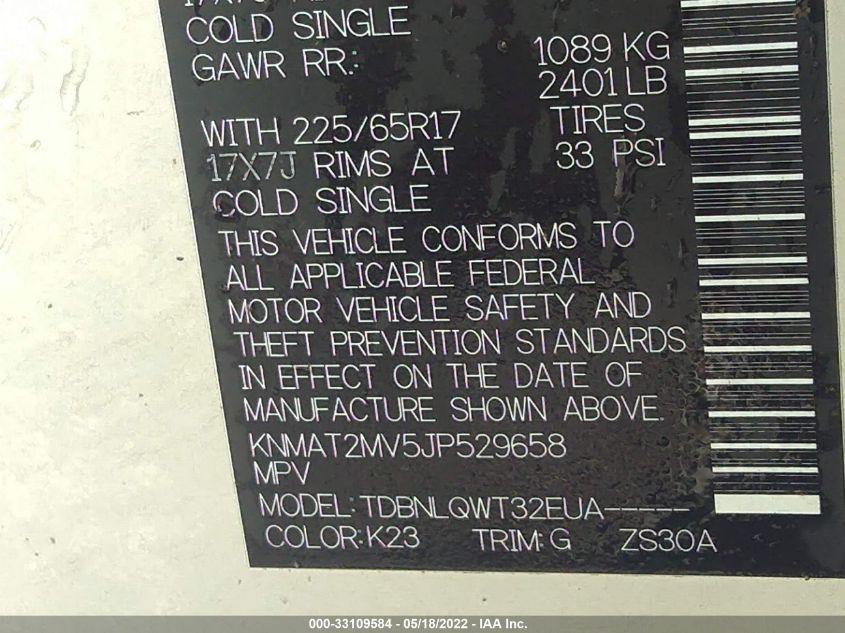 COLD SINGLE
GAWR RR.: 1089 KG
2401 LB
WITH 225/65R17 TIRES
17X7J RIMS AT 33 PSI
COLD SINGLE
THIS VEHICLE CONFORMS TO
ALL APPLICABLE FEDERAL
MOTOR VEHICLE SAFETY AND
THEFT PREVENTION STANDARDS
IN EFFECT ON THE DATE OF
MANUFACTURE SHOWN ABOVE.
KNMAT2MV5JP529658
MPV
MODEL: TDBNLQWT32EUA-----
COLOR: K23 TRIM: G ZS30A
000-33109584 - 05/18/2022 - IAA Inc.